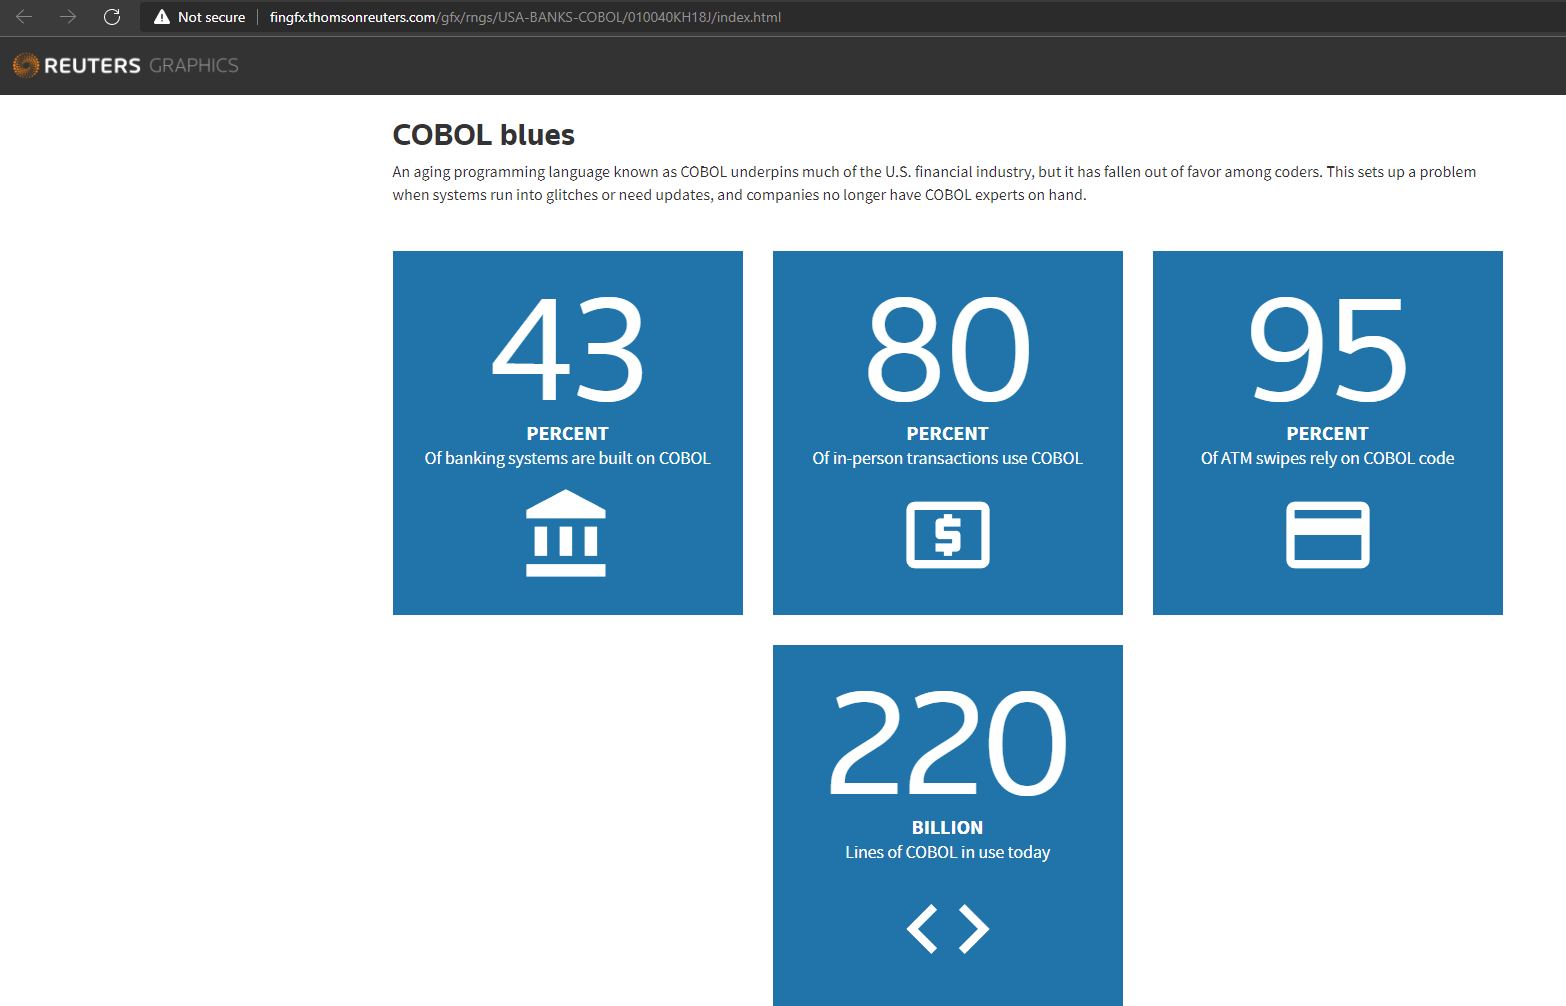 Not secure | fingfx.thomsonreuters.com/gfx/rngs/USA-BANKS-COBOL/010040KH18J/index.html
REUTERS GRAPHICS
COBOL blues
An aging programming language known as COBOL underpins much of the U.S. financial industry, but it has fallen out of favor among coders. This sets up a problem
when systems run into glitches or need updates, and companies no longer have COBOL experts on hand.
43
PERCENT
Of banking systems are built on COBOL
80
PERCENT
Of in-person transactions use COBOL
95
PERCENT
Of ATM swipes rely on COBOL code
220
BILLION
Lines of COBOL in use today